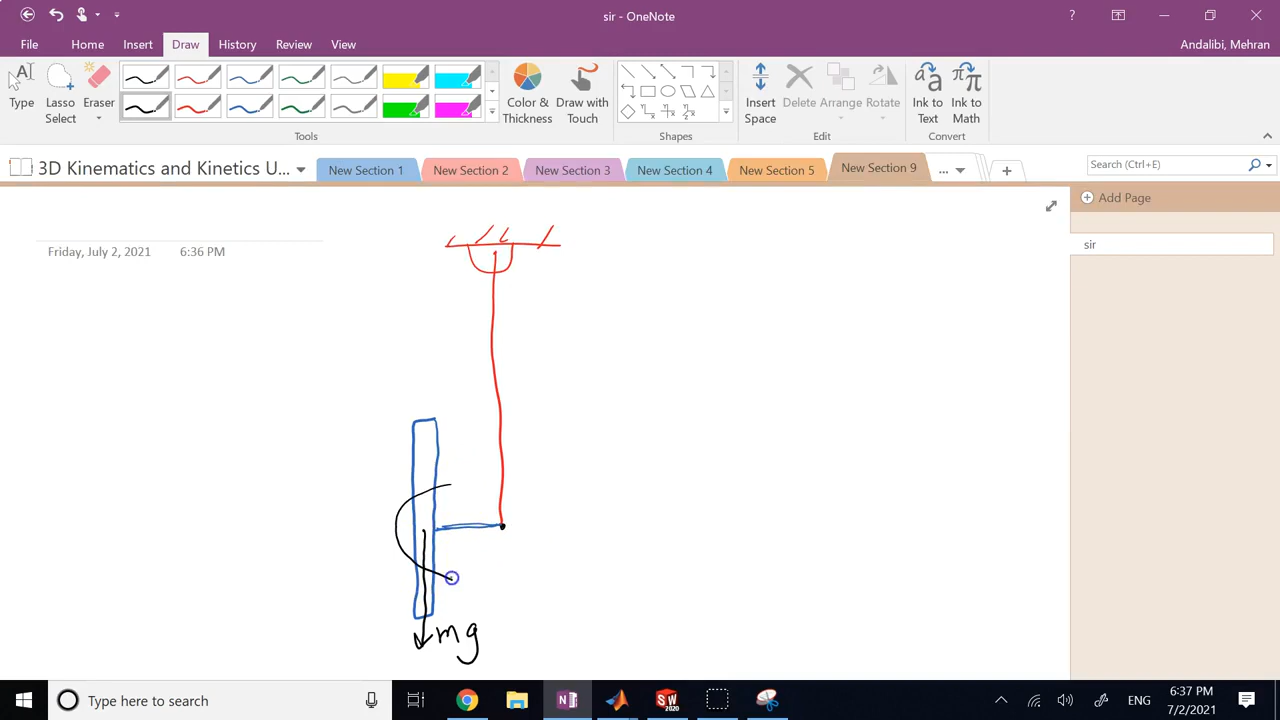 sir - OneNote
?
Andalibi, Mehran
File Home Insert Draw History Review View
Type
Lasso Select
Eraser
Color & Thickness
Draw with Touch
Insert Space
Delete
Arrange
Rotate
Ink to Text
Ink to Math
Tools
Shapes
Edit
Convert
3D Kinematics and Kinetics U...
New Section 1
New Section 2
New Section 3
New Section 4
New Section 5
New Section 9
...
Search (Ctrl+E)
Add Page
sir
Friday, July 2, 2021 6:36 PM
mg
Type here to search
ENG
6:37 PM
7/2/2021